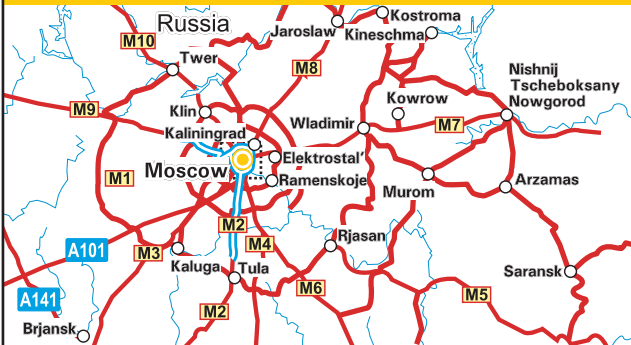 Russia
Kostroma
Jaroslaw
Kineschma
M10
Twer
M8
Nishnij
Tscheboksany
Nowgorod
M9
Klin
Kowrow
Kaliningrad
Wladimir
M7
Moscow
Elektrostal'
M1
Ramenskoje
Murom
Arzamas
M2
Rjasan
A101
M3
M4
Kaluga
Tula
Saransk
A141
M6
M5
M2
Brjansk